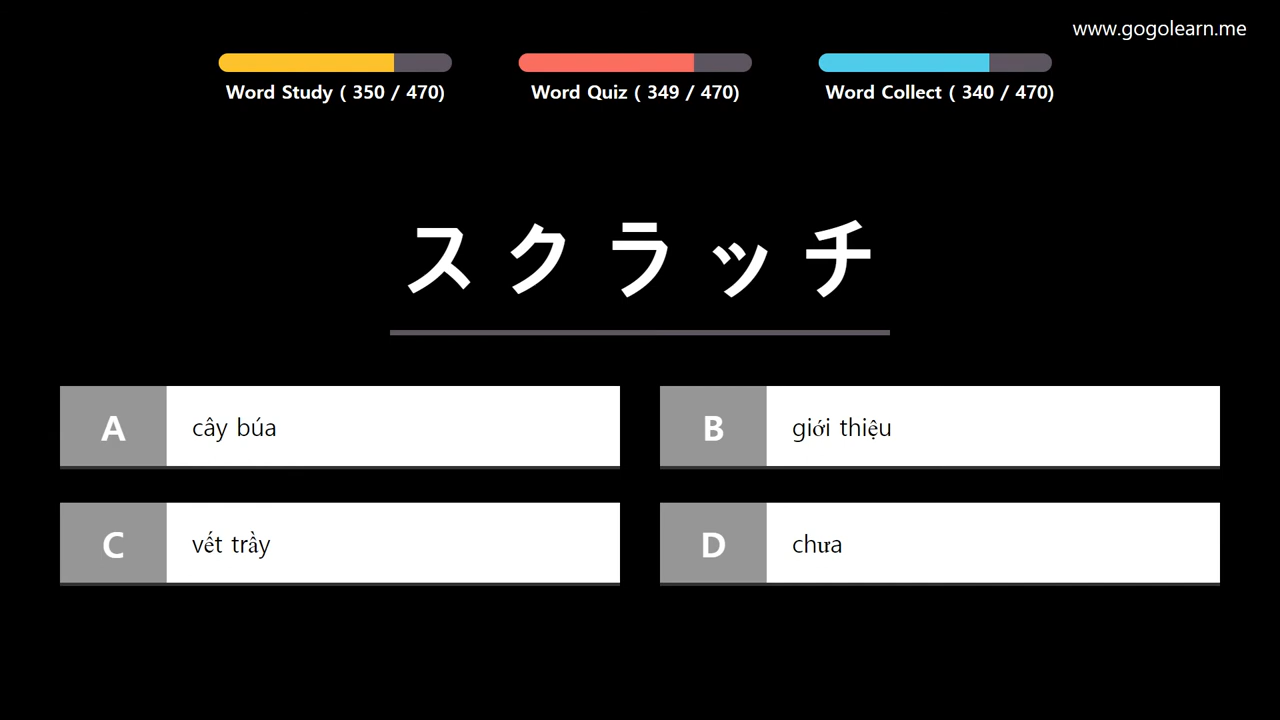 www.gogolearn.me
Word Study ( 350 / 470)
Word Quiz ( 349 / 470)
Word Collect ( 340 / 470)
スクラッチ
A
cây búa
B
giới thiệu
C
vết trầy
D
chưa